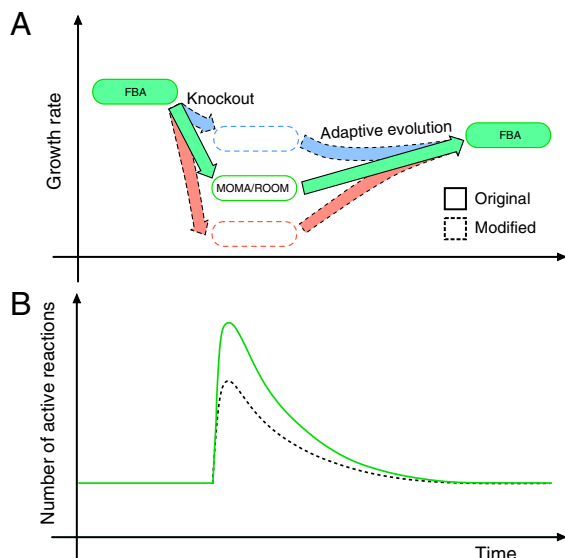 A
Growth rate
FBA
Knockout
Adaptive evolution
FBA
MOMA/ROOM
Original
Modified
B
Number of active reactions
Time